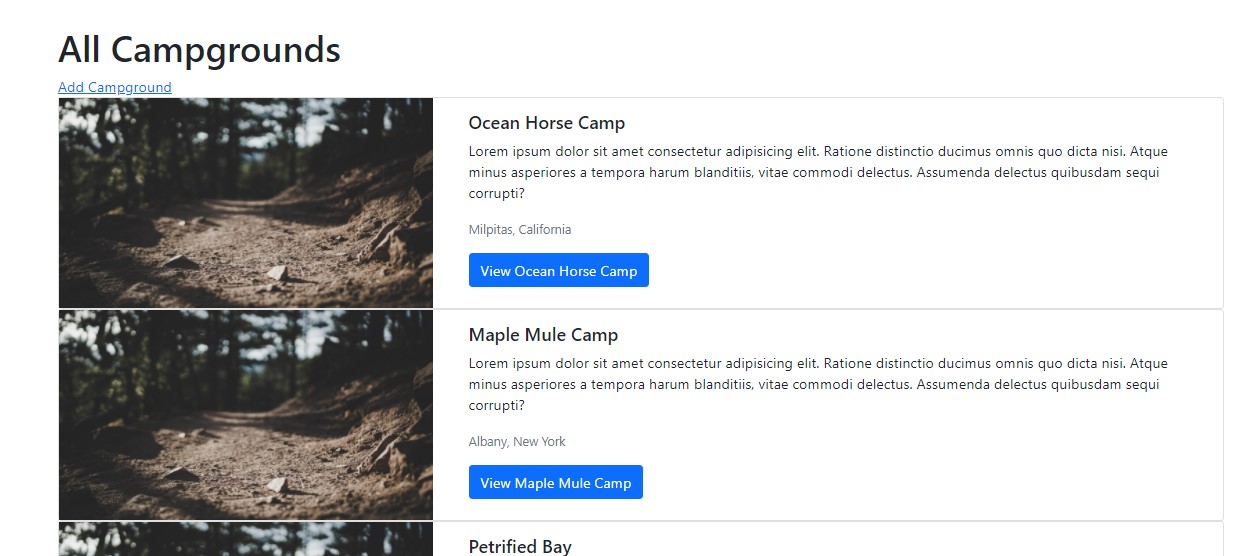 All Campgrounds
Add Campground
Ocean Horse Camp
Lorem ipsum dolor sit amet consectetur adipisicing elit. Ratione distinctio ducimus omnis quo dicta nisi. Atque
minus asperiores a tempora harum blanditiis, vitae commodi delectus. Assumenda delectus quibusdam sequi
corrupti?
Milpitas, California
View Ocean Horse Camp
Maple Mule Camp
Lorem ipsum dolor sit amet consectetur adipisicing elit. Ratione distinctio ducimus omnis quo dicta nisi. Atque
minus asperiores a tempora harum blanditiis, vitae commodi delectus. Assumenda delectus quibusdam sequi
corrupti?
Albany, New York
View Maple Mule Camp
Petrified Bay